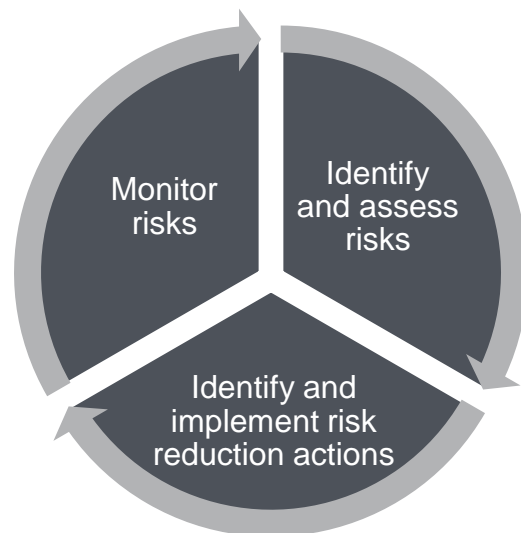 Monitor
risks
Identify
and assess
risks
Identify and
implement risk
reduction actions